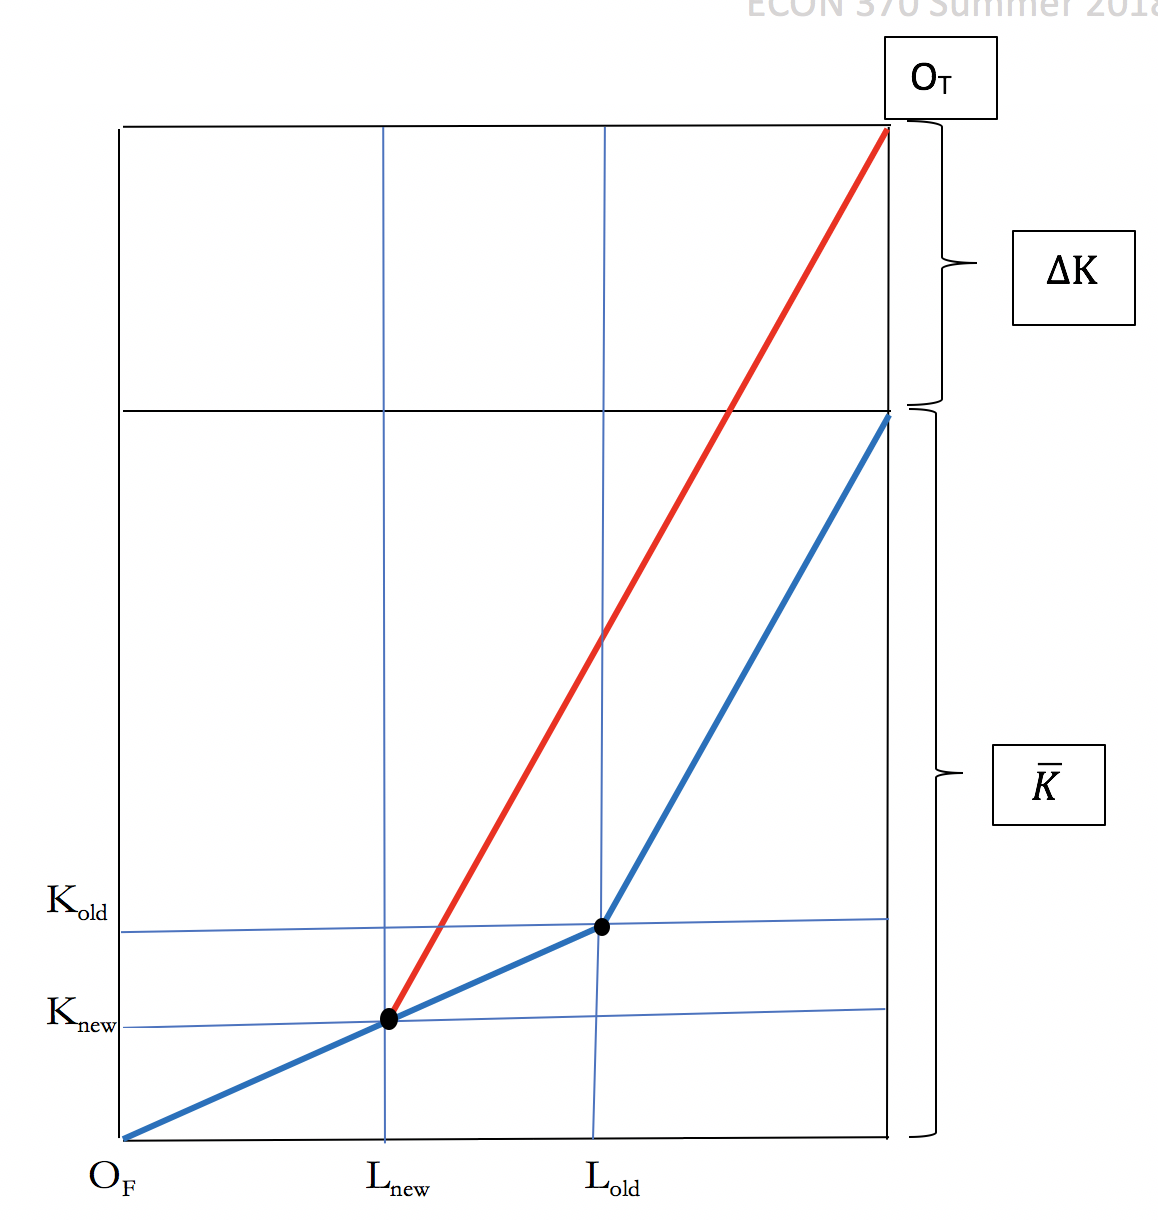 ECON 370 Summer 2018
O_T
ΔK
K̅
K_old
K_new
O_F
L_new
L_old